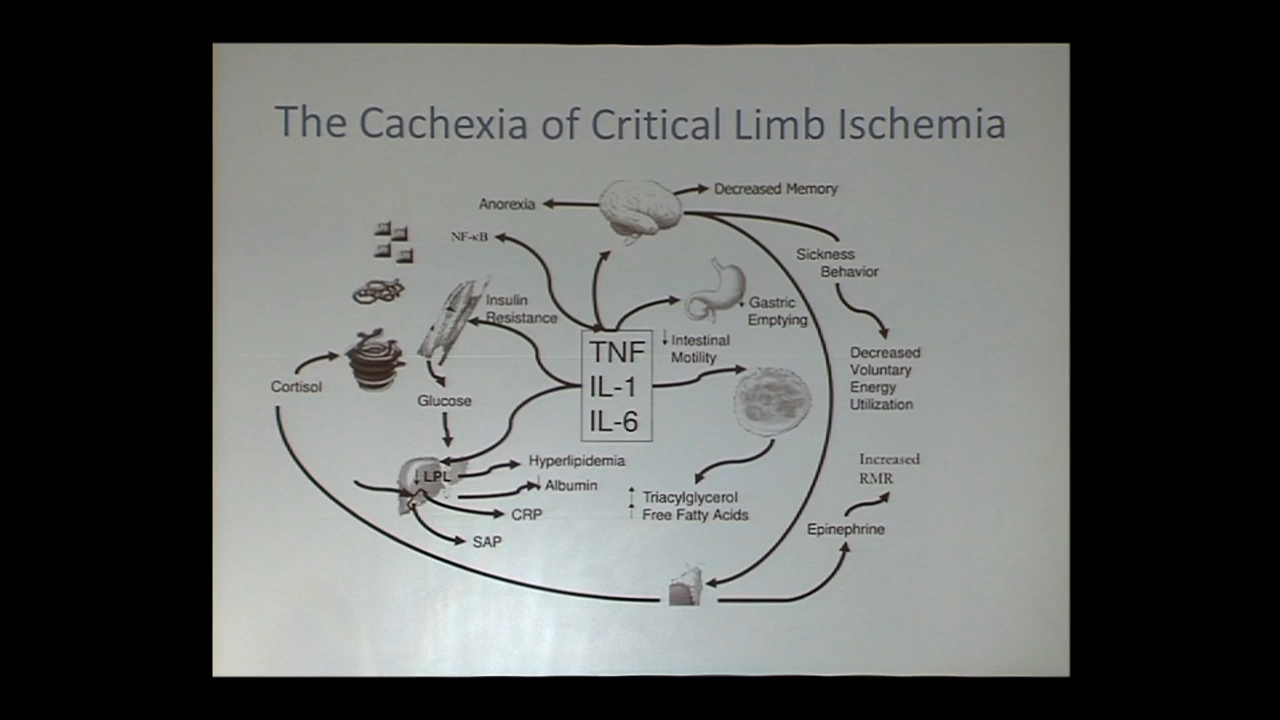 The Cachexia of Critical Limb Ischemia
Decreased Memory
Anorexia
NF-κB
Sickness
Behavior
Insulin
Resistance
↓ Gastric
Emptying
↓ Intestinal
Motility
TNF
IL-1
IL-6
Decreased
Voluntary
Energy
Utilization
Cortisol
Glucose
↓ LPL
Hyperlipidemia
↓ Albumin
CRP
SAP
↑ Triacylglycerol
↑ Free Fatty Acids
Increased
RMR
Epinephrine